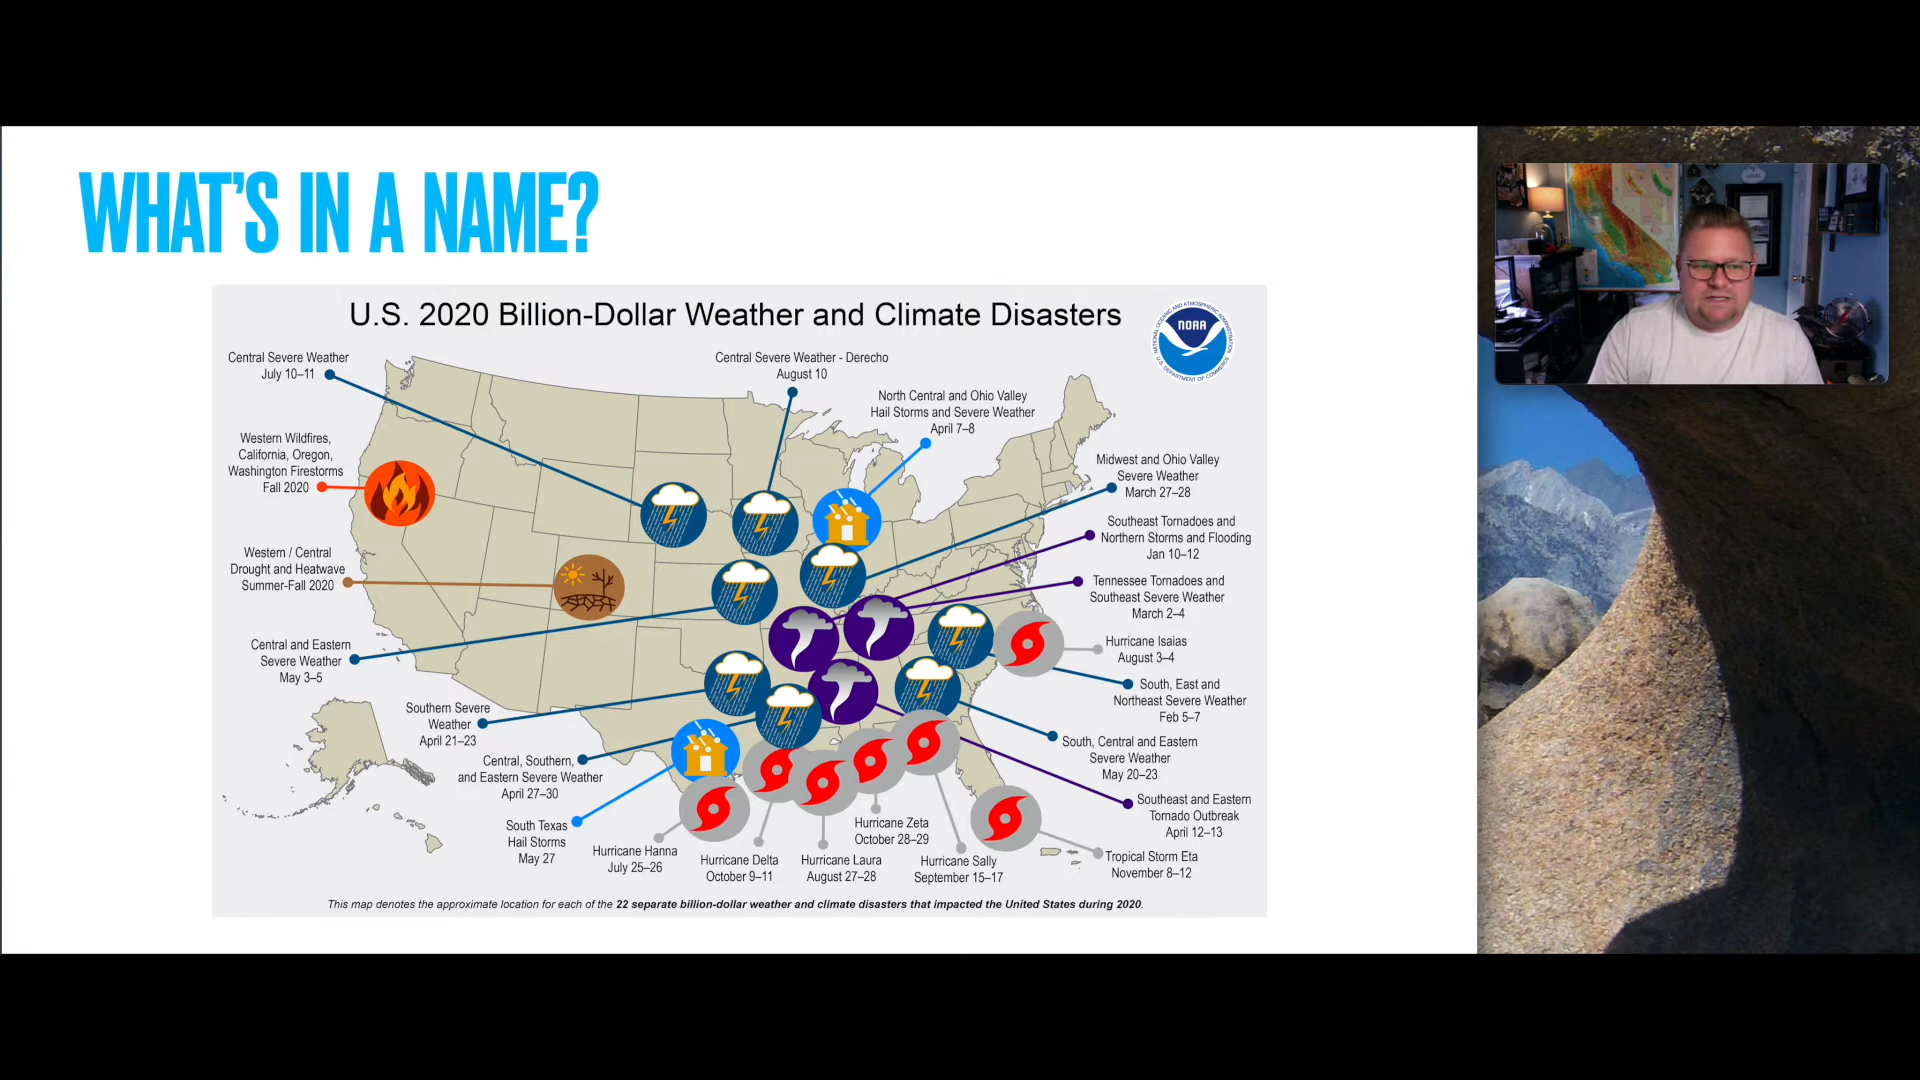 WHAT'S IN A NAME?
U.S. 2020 Billion-Dollar Weather and Climate Disasters
NATIONAL OCEANIC AND ATMOSPHERIC ADMINISTRATION
NOAA
U.S. DEPARTMENT OF COMMERCE
Central Severe Weather
July 10–11
Central Severe Weather - Derecho
August 10
North Central and Ohio Valley
Hail Storms and Severe Weather
April 7–8
Western Wildfires,
California, Oregon,
Washington Firestorms
Fall 2020
Midwest and Ohio Valley
Severe Weather
March 27–28
Southeast Tornadoes and
Northern Storms and Flooding
Jan 10–12
Western / Central
Drought and Heatwave
Summer-Fall 2020
Tennessee Tornadoes and
Southeast Severe Weather
March 2–4
Hurricane Isaias
August 3–4
Central and Eastern
Severe Weather
May 3–5
South, East and
Northeast Severe Weather
Feb 5–7
Southern Severe
Weather
April 21–23
South, Central and Eastern
Severe Weather
May 20–23
Central, Southern,
and Eastern Severe Weather
April 27–30
Southeast and Eastern
Tornado Outbreak
April 12–13
South Texas
Hail Storms
May 27
Hurricane Hanna
July 25–26
Hurricane Delta
October 9–11
Hurricane Laura
August 27–28
Hurricane Zeta
October 28–29
Hurricane Sally
September 15–17
Tropical Storm Eta
November 8–12
This map denotes the approximate location for each of the 22 separate billion-dollar weather and climate disasters that impacted the United States during 2020.